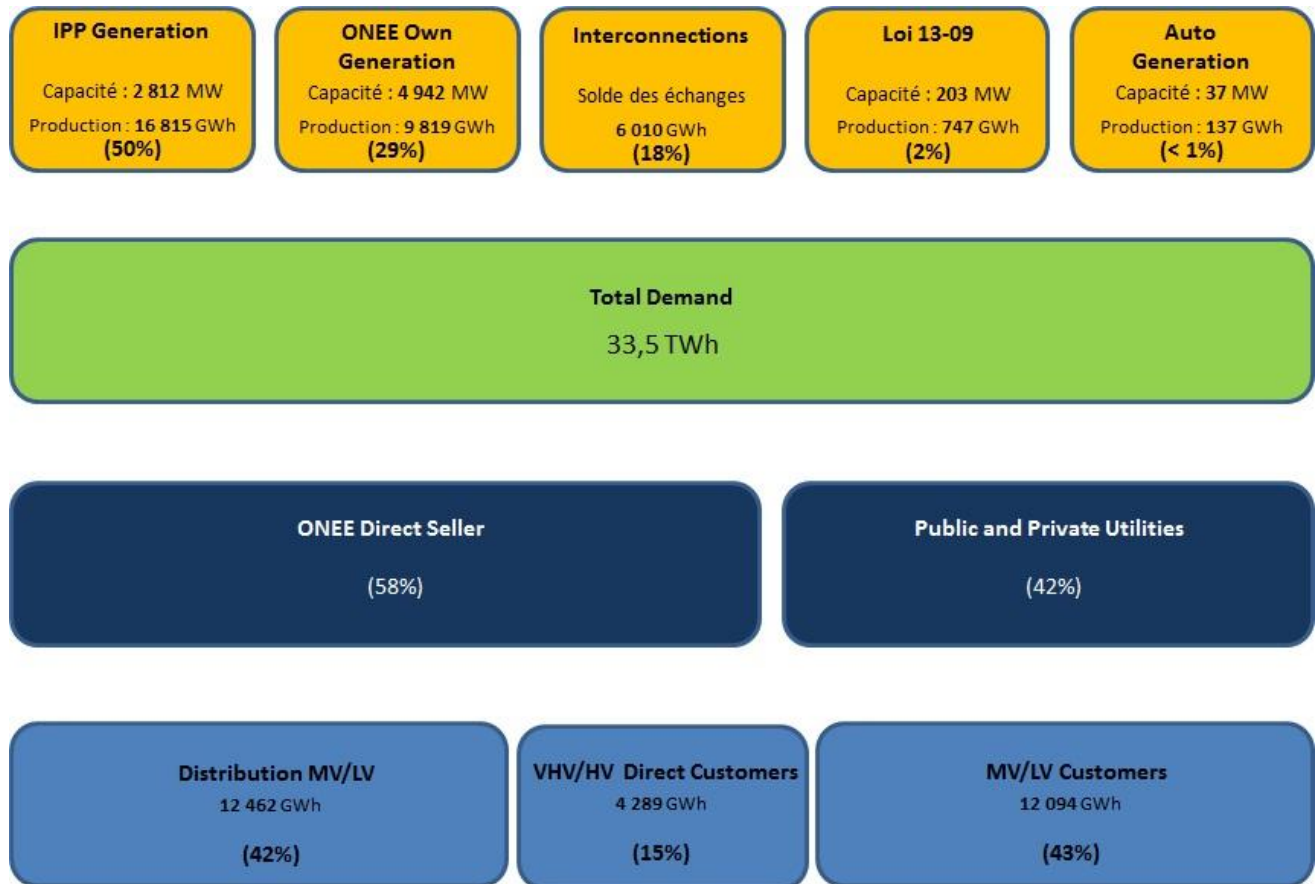 IPP Generation
Capacité : 2 812 MW
Production : 16 815 GWh
(50%)
ONEE Own
Generation
Capacité : 4 942 MW
Production : 9 819 GWh
(29%)
Interconnections
Solde des échanges
6 010 GWh
(18%)
Loi 13-09
Capacité : 203 MW
Production : 747 GWh
(2%)
Auto
Generation
Capacité : 37 MW
Production : 137 GWh
(< 1%)
Total Demand
33,5 TWh
ONEE Direct Seller
(58%)
Public and Private Utilities
(42%)
Distribution MV/LV
12 462 GWh
(42%)
VHV/HV Direct Customers
4 289 GWh
(15%)
MV/LV Customers
12 094 GWh
(43%)